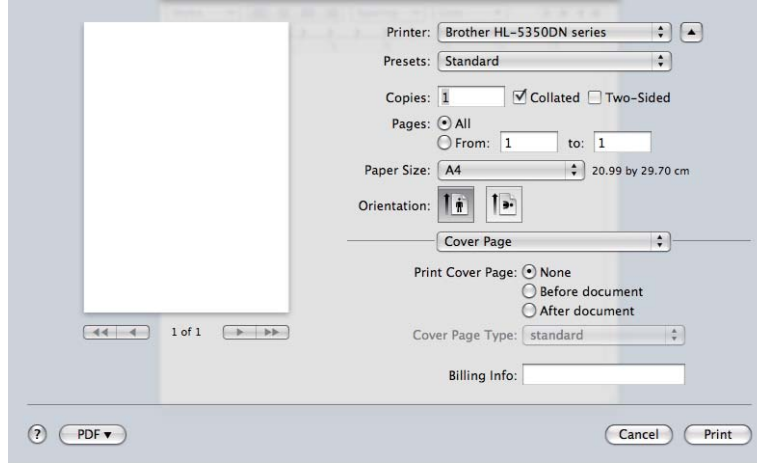 Printer: Brother HL-5350DN series
Presets: Standard
Copies: 1 Collated Two-Sided
Pages: All
From: 1 to: 1
Paper Size: A4 20.99 by 29.70 cm
Orientation:
Cover Page
Print Cover Page: None
Before document
After document
1 of 1
Cover Page Type: standard
Billing Info:
? PDF▼ Cancel Print